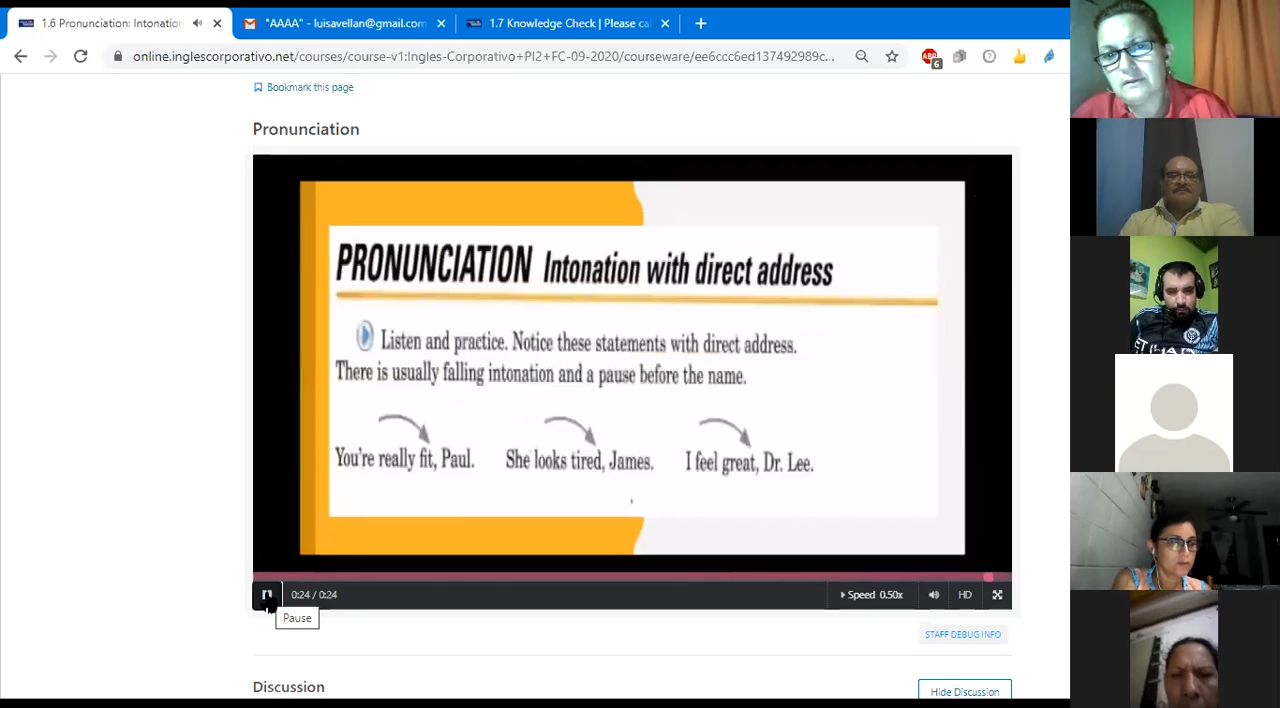 1.6 Pronunciation: Intonation
"AAAA" - luisavellan@gmail.com
1.7 Knowledge Check | Please ca
online.inglescorporativo.net/courses/course-v1:InglesCorporativo+PI2+FC-09-2020/courseware/ee6ccc6ed137492989c...
6
Bookmark this page
Pronunciation
PRONUNCIATION Intonation with direct address
Listen and practice. Notice these statements with direct address.
There is usually falling intonation and a pause before the name.
You're really fit, Paul. She looks tired, James. I feel great, Dr. Lee.
0:24 / 0:24
Speed 0.50x
HD
Pause
STAFF DEBUG INFO
Discussion
Hide Discussion